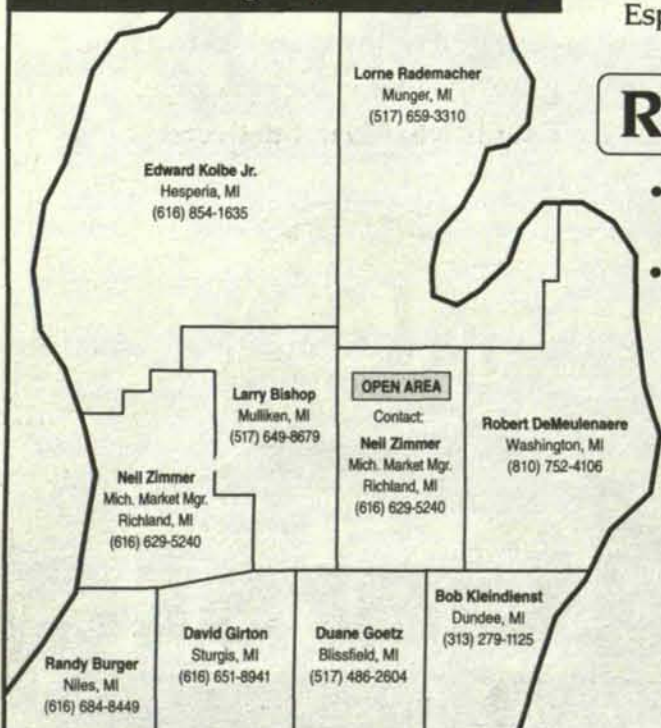 Esp
R
•
•
Lorne Rademacher
Munger, MI
(517) 659-3310
Edward Kolbe Jr.
Hesperia, MI
(616) 854-1635
Larry Bishop
Mulliken, MI
(517) 649-8679
OPEN AREA
Contact:
Neil Zimmer
Mich. Market Mgr.
Richland, MI
(616) 629-5240
Robert DeMeulenaere
Washington, MI
(810) 752-4106
Neil Zimmer
Mich. Market Mgr.
Richland, MI
(616) 629-5240
Randy Burger
Niles, MI
(616) 684-8449
David Girton
Sturgis, MI
(616) 651-8941
Duane Goetz
Blissfield, MI
(517) 486-2604
Bob Kleindienst
Dundee, MI
(313) 279-1125